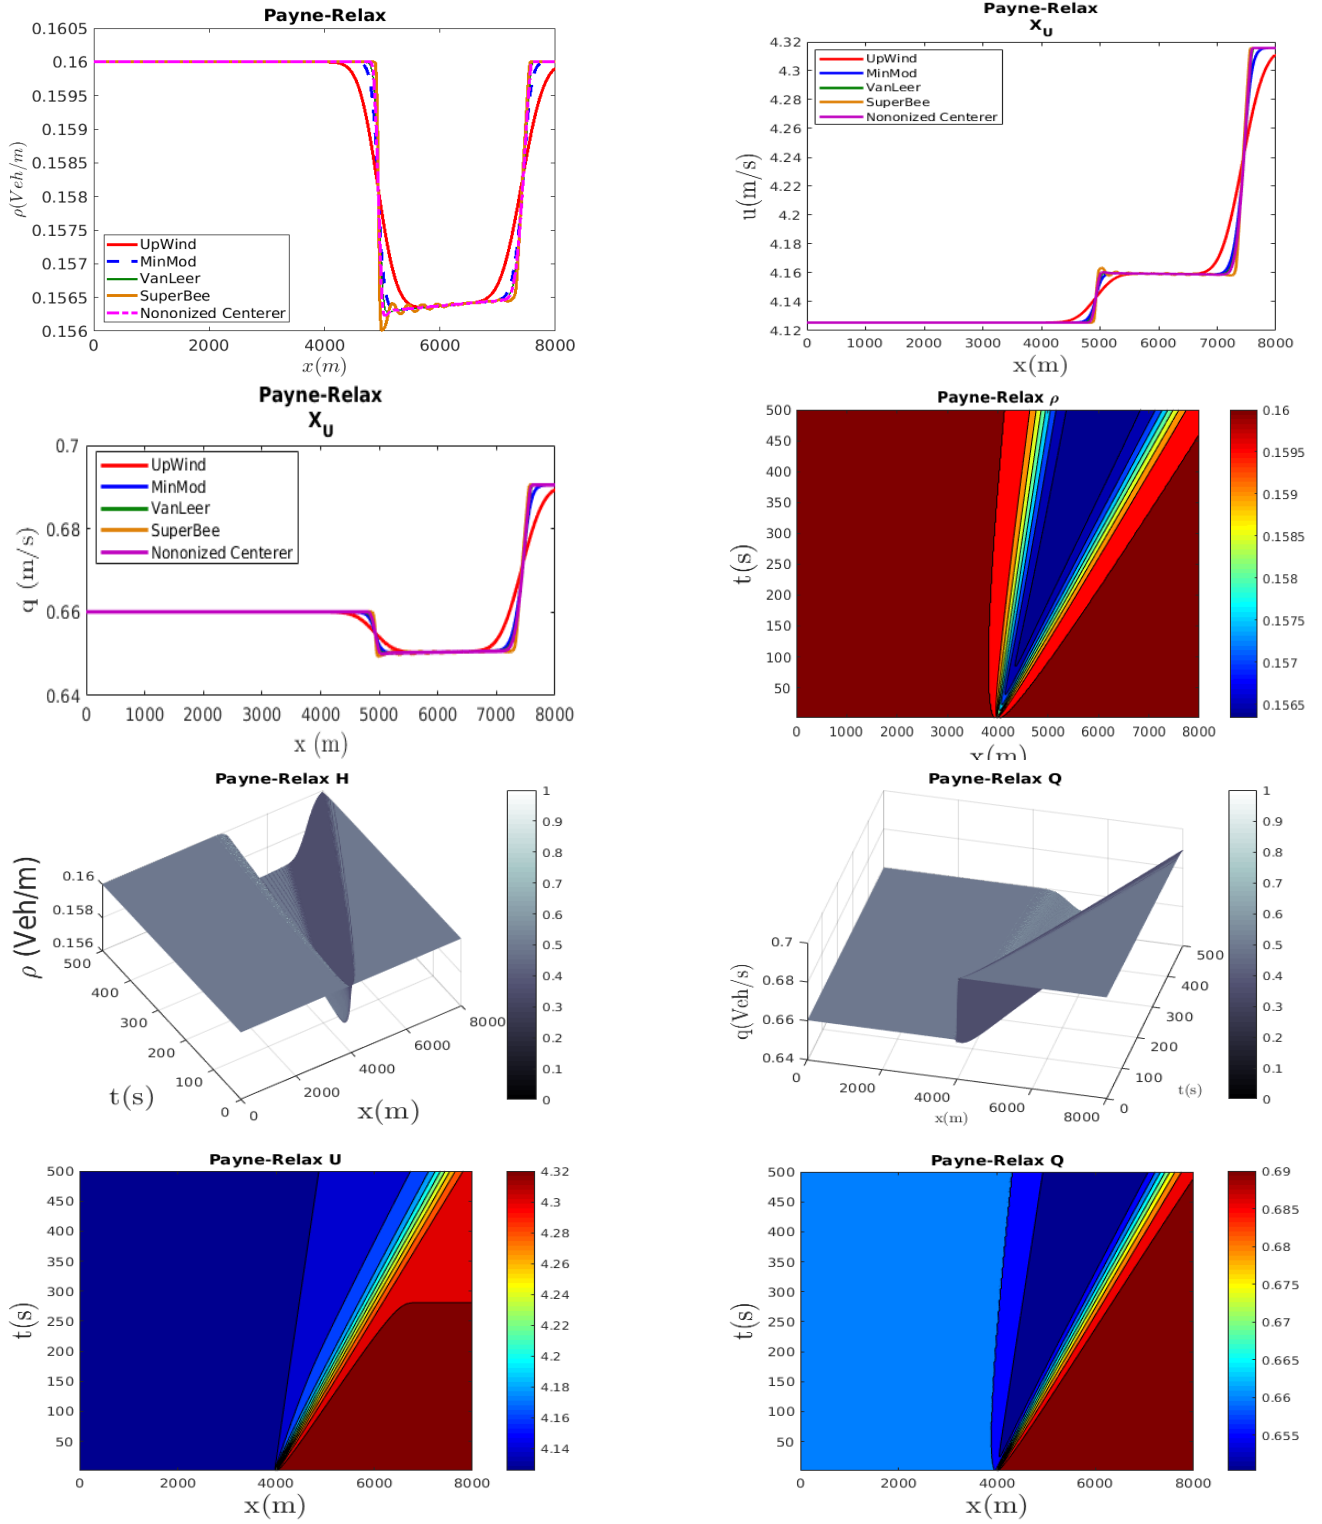 Payne-Relax
0.1605
0.16
0.1595
0.159
0.1585
0.158
0.1575
0.157
0.1565
0.156
ρ(Veh/m)
UpWind
MinMod
VanLeer
SuperBee
Nononized Centerer
0 2000 4000 6000 8000
x(m)
Payne-Relax
X_U
4.32
4.3
4.28
4.26
4.24
4.22
4.2
4.18
4.16
4.14
4.12
u(m/s)
UpWind
MinMod
VanLeer
SuperBee
Nononized Centerer
0 1000 2000 3000 4000 5000 6000 7000 8000
x(m)
Payne-Relax
X_U
0.7
0.68
0.66
0.64
q (m/s)
UpWind
MinMod
VanLeer
SuperBee
Nononized Centerer
0 1000 2000 3000 4000 5000 6000 7000 8000
x (m)
Payne-Relax ρ
500
450
400
350
300
250
200
150
100
50
t(s)
0 1000 2000 3000 4000 5000 6000 7000 8000
x(m)
0.16
0.1595
0.159
0.1585
0.158
0.1575
0.157
0.1565
Payne-Relax H
ρ (Veh/m)
0.16
0.158
0.156
500
400
300
200
100
0
t(s)
0
2000
4000
6000
8000
x(m)
1
0.9
0.8
0.7
0.6
0.5
0.4
0.3
0.2
0.1
0
Payne-Relax Q
q(Veh/s)
0.7
0.68
0.66
0.64
0
2000
4000
6000
8000
x(m)
500
400
300
200
100
0
t(s)
1
0.9
0.8
0.7
0.6
0.5
0.4
0.3
0.2
0.1
0
Payne-Relax U
500
450
400
350
300
250
200
150
100
50
t(s)
0 2000 4000 6000 8000
x(m)
4.32
4.3
4.28
4.26
4.24
4.22
4.2
4.18
4.16
4.14
Payne-Relax Q
500
450
400
350
300
250
200
150
100
50
t(s)
0 2000 4000 6000 8000
x(m)
0.69
0.685
0.68
0.675
0.67
0.665
0.66
0.655